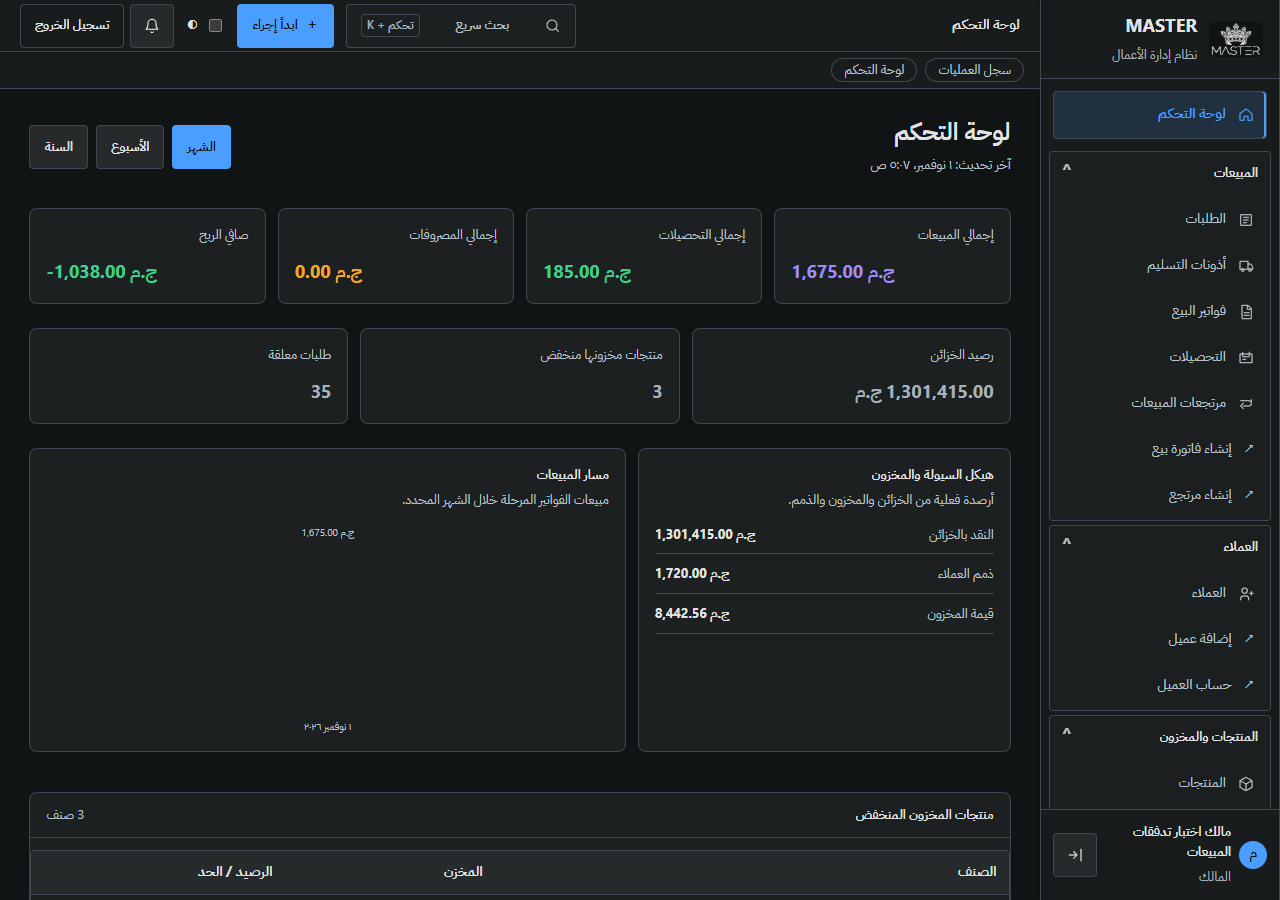 MASTER
نظام إدارة الأعمال
MASTER
لوحة التحكم
المبيعات
الطلبات
أذونات التسليم
فواتير البيع
التحصيلات
مرتجعات المبيعات
إنشاء فاتورة بيع
إنشاء مرتجع
العملاء
العملاء
إضافة عميل
حساب العميل
المنتجات والمخزون
المنتجات
م
مالك اختبار تدفقات
المبيعات
المالك
لوحة التحكم
بحث سريع
تحكم + K
+ ابدأ إجراء
تسجيل الخروج
سجل العمليات
لوحة التحكم
لوحة التحكم
آخر تحديث: ١ نوفمبر، ٥:٠٧ ص
الشهر
الأسبوع
السنة
إجمالي المبيعات
1,675.00 ج.م
إجمالي التحصيلات
185.00 ج.م
إجمالي المصروفات
0.00 ج.م
صافي الربح
-1,038.00 ج.م
رصيد الخزائن
1,301,415.00 ج.م
منتجات مخزونها منخفض
3
طلبات معلقة
35
هيكل السيولة والمخزون
أرصدة فعلية من الخزائن والمخزون والذمم.
النقد بالخزائن
1,301,415.00 ج.م
ذمم العملاء
1,720.00 ج.م
قيمة المخزون
8,442.56 ج.م
مسار المبيعات
مبيعات الفواتير المرحلة خلال الشهر المحدد.
1,675.00 ج.م
١ نوفمبر ٢٠٢٦
منتجات المخزون المنخفض
3 صنف
الصنف
المخزن
الرصيد / الحد